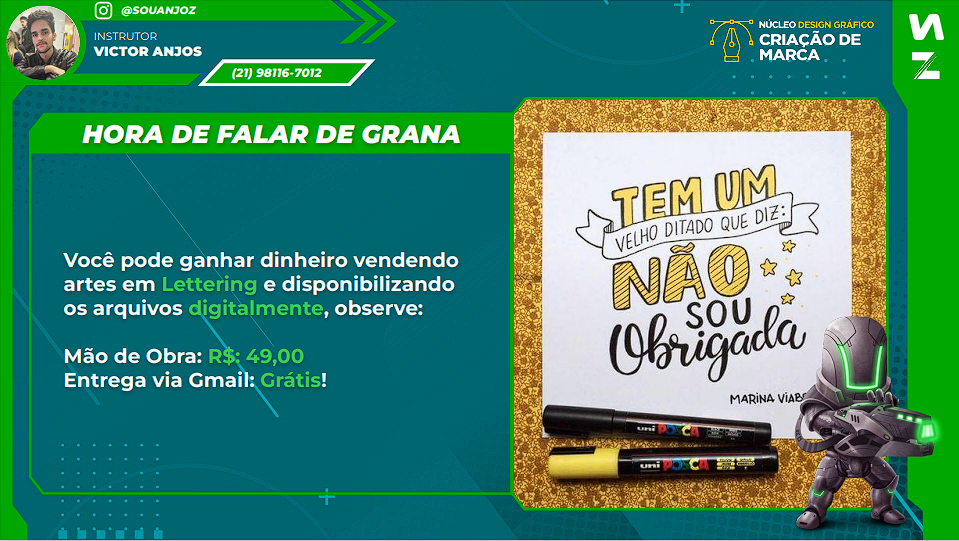 @SOUANJOZ
INSTRUTOR
VICTOR ANJOS
(21) 98116-7012
NÚCLEO DESIGN GRÁFICO
CRIAÇÃO DE
MARCA
HORA DE FALAR DE GRANA
Você pode ganhar dinheiro vendendo
artes em Lettering e disponibilizando
os arquivos digitalmente, observe:
Mão de Obra: R$: 49,00
Entrega via Gmail: Grátis!
TEM UM
VELHO DITADO QUE DIZ:
NÃO
SOU
Obrigada
MARINA
uni POSCA
uni POSCA